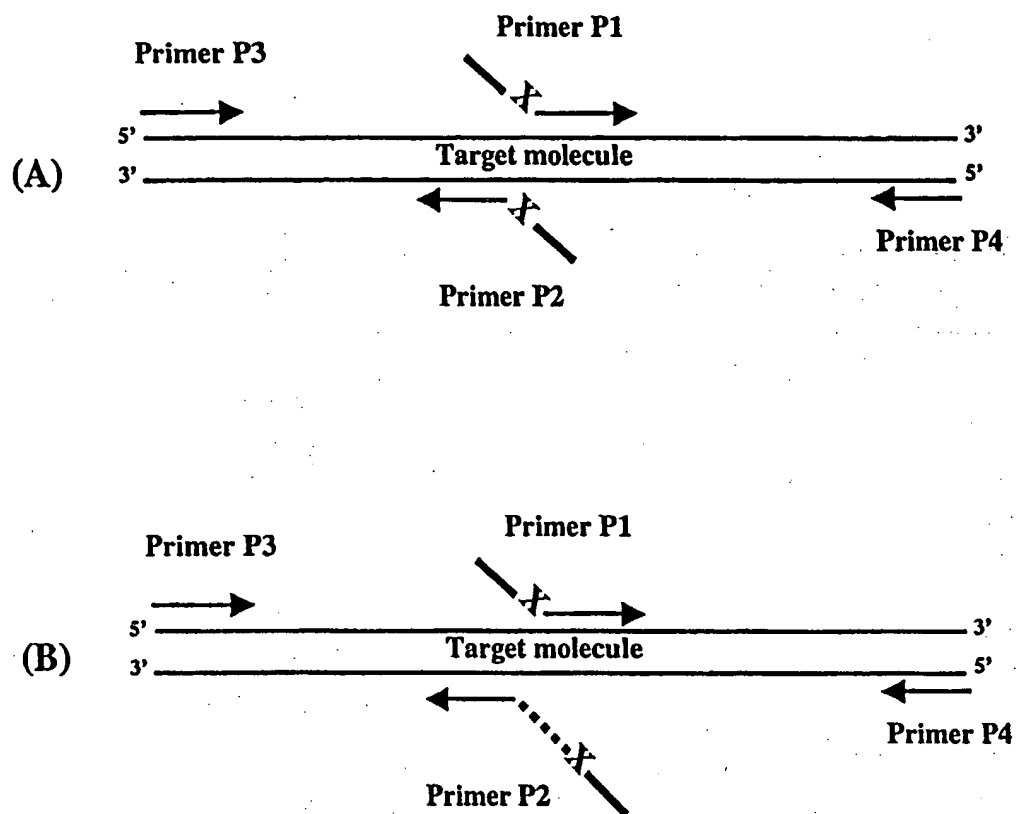 Primer P1
Primer P3
X
5' 3'
(A) Target molecule
3' 5'
X
Primer P4
Primer P2
Primer P1
Primer P3
X
5' 3'
(B) Target molecule
3' 5'
Primer P4
X
Primer P2